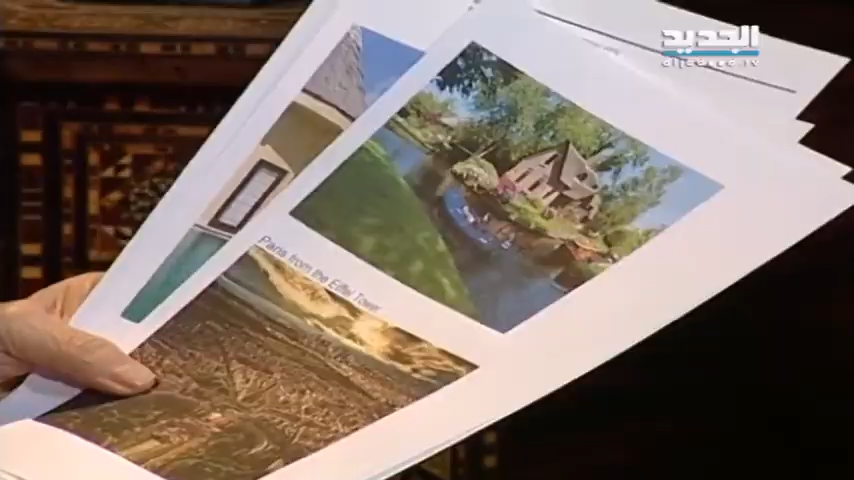 الجديد
aljadeed.tv
Paris from the Eiffel Tower